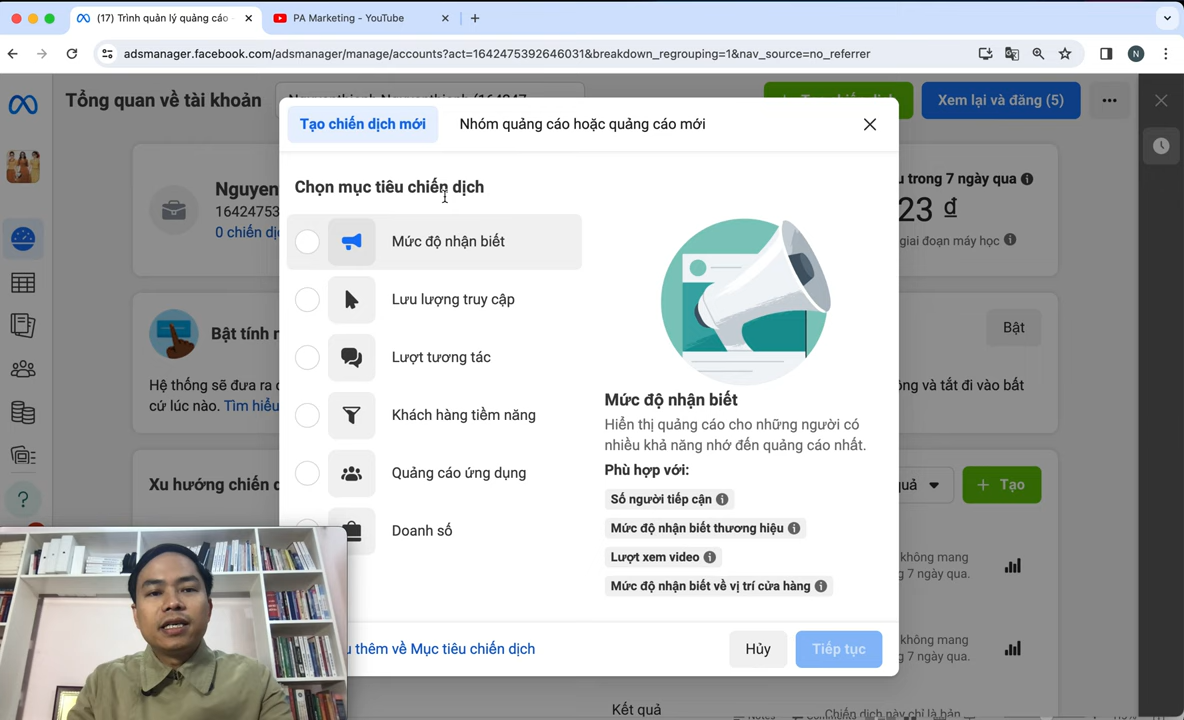 (17) Trình quản lý quảng cáo
PA Marketing - YouTube
adsmanager.facebook.com/adsmanager/manage/accounts?act=1642475392646031&breakdown_regrouping=1&nav_source=no_referrer
N
Tổng quan về tài khoản
Xem lại và đăng (5)
Tạo chiến dịch mới
Nhóm quảng cáo hoặc quảng cáo mới
Chọn mục tiêu chiến dịch
Mức độ nhận biết
Lưu lượng truy cập
Lượt tương tác
Khách hàng tiềm năng
Quảng cáo ứng dụng
Doanh số
Mức độ nhận biết
Hiển thị quảng cáo cho những người có
nhiều khả năng nhớ đến quảng cáo nhất.
Phù hợp với:
Số người tiếp cận
Mức độ nhận biết thương hiệu
Lượt xem video
Mức độ nhận biết về vị trí cửa hàng
thêm về Mục tiêu chiến dịch
Hủy
Tiếp tục
Nguyen
16424753
0 chiến
trong 7 ngày qua
23 đ
giai đoạn máy học
Bật tính
Bật
Hệ thống sẽ đưa ra
cứ lúc nào. Tìm hiểu
và tắt đi vào bất
Xu hướng chiến
Tạo
không mang
7 ngày qua.
không mang
7 ngày qua.
Kết quả
Chiến dịch này chỉ là bản